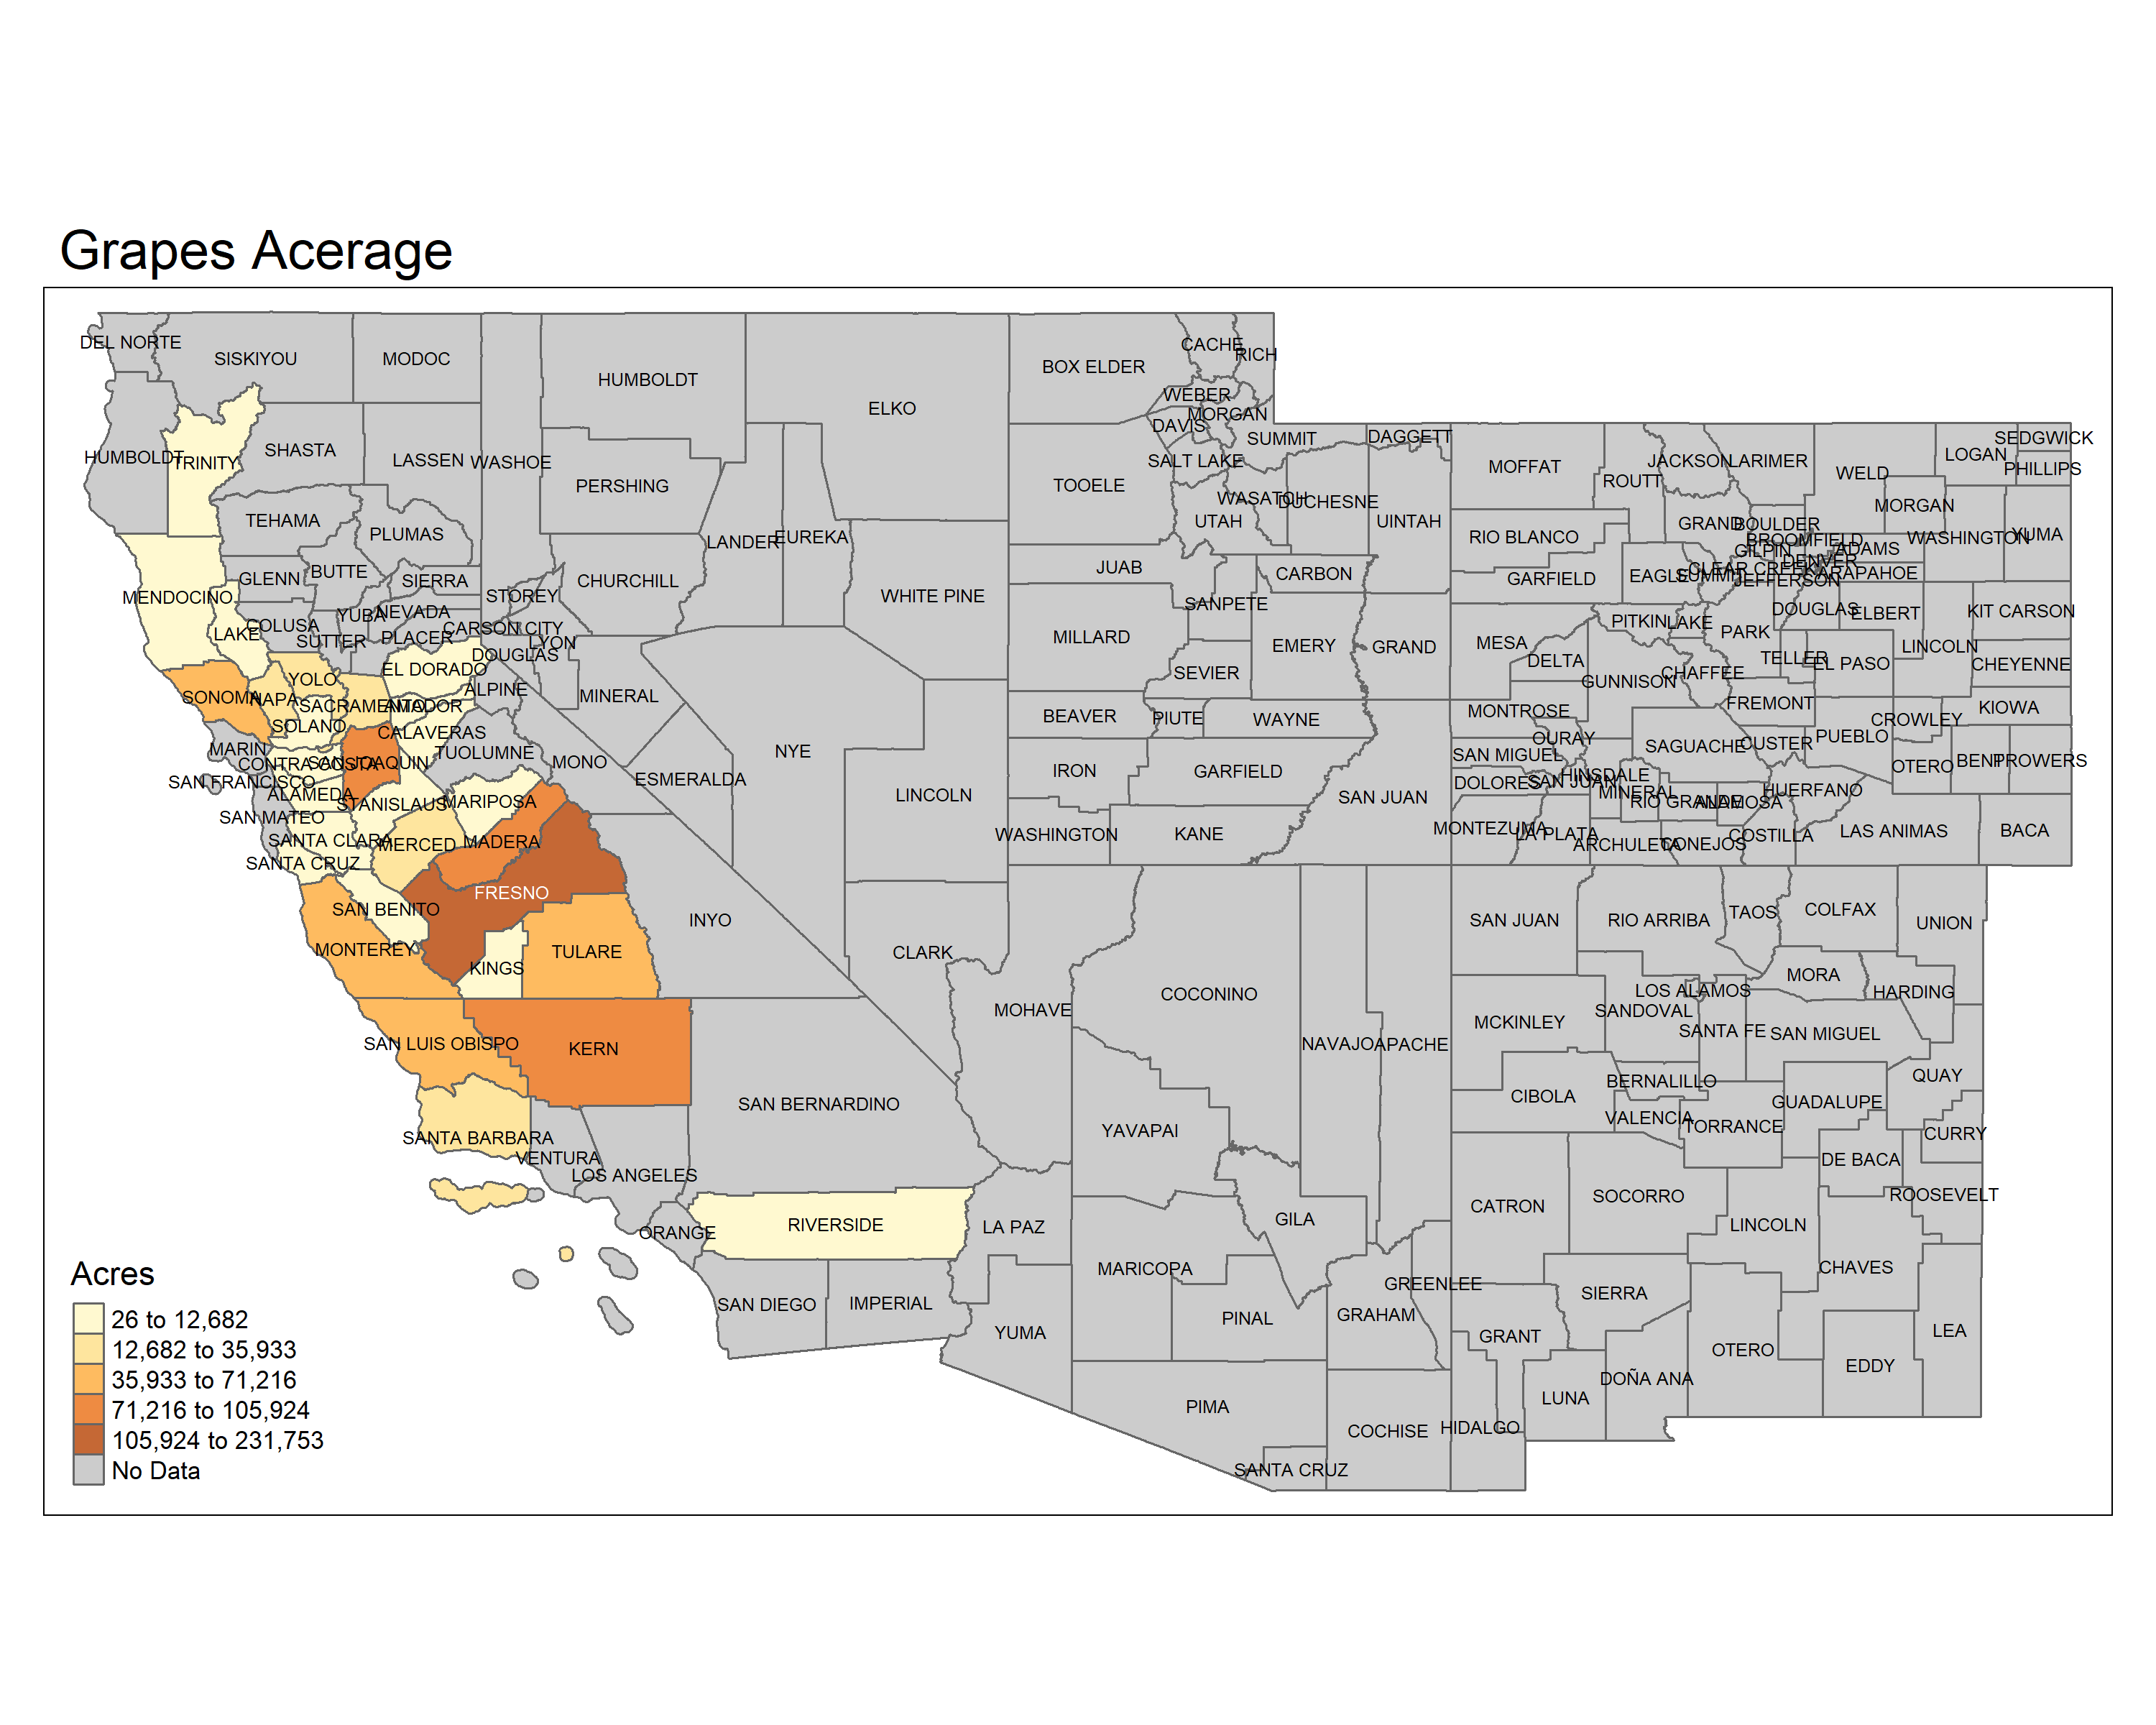 Grapes Acerage
DEL NORTE
SISKIYOU
MODOC
HUMBOLDT
ELKO
BOX ELDER
CACHE
RICH
WEBER
MORGAN
DAVIS
SUMMIT
DAGGETT
HUMBOLDT
TRINITY
SHASTA
LASSEN
WASHOE
PERSHING
TOOELE
SALT LAKE
WASATCH
DUCHESNE
UTAH
UINTAH
MOFFAT
ROUTT
JACKSON
LARIMER
WELD
LOGAN
SEDGWICK
PHILLIPS
MORGAN
TEHAMA
PLUMAS
LANDER
EUREKA
RIO BLANCO
GRAND
BOULDER
BROOMFIELD
GILPIN
ADAMS
DENVER
WASHINGTON
YUMA
MENDOCINO
GLENN
BUTTE
SIERRA
STOREY
CHURCHILL
WHITE PINE
JUAB
CARBON
SANPETE
GARFIELD
EAGLE
SUMMIT
CLEAR CREEK
JEFFERSON
ARAPAHOE
LAKE
COLUSA
SUTTER
YUBA
NEVADA
PLACER
CARSON CITY
LYON
DOUGLAS
MILLARD
EMERY
GRAND
MESA
PITKIN
LAKE
PARK
DOUGLAS
ELBERT
KIT CARSON
LINCOLN
EL DORADO
ALPINE
MINERAL
SEVIER
DELTA
GUNNISON
CHAFFEE
TELLER
EL PASO
CHEYENNE
SONOMA
NAPA
YOLO
SACRAMENTO
AMADOR
SOLANO
CALAVERAS
TUOLUMNE
MONO
NYE
BEAVER
PIUTE
WAYNE
MONTROSE
OURAY
SAGUACHE
FREMONT
CUSTER
PUEBLO
CROWLEY
KIOWA
MARIN
CONTRA COSTA
SAN JOAQUIN
SAN FRANCISCO
ALAMEDA
STANISLAUS
MARIPOSA
ESMERALDA
LINCOLN
IRON
GARFIELD
SAN JUAN
SAN MIGUEL
DOLORES
SAN JUAN
HINSDALE
MINERAL
RIO GRANDE
ALAMOSA
HUERFANO
OTERO
BENT
PROWERS
SAN MATEO
SANTA CLARA
MERCED
MADERA
SANTA CRUZ
WASHINGTON
KANE
MONTEZUMA
LA PLATA
ARCHULETA
CONEJOS
COSTILLA
LAS ANIMAS
BACA
FRESNO
SAN BENITO
MONTEREY
KINGS
TULARE
INYO
CLARK
MOHAVE
COCONINO
NAVAJO
APACHE
SAN JUAN
RIO ARRIBA
TAOS
COLFAX
UNION
MORA
HARDING
LOS ALAMOS
SANDOVAL
MCKINLEY
SANTA FE
SAN MIGUEL
SAN LUIS OBISPO
KERN
SAN BERNARDINO
YAVAPAI
CIBOLA
BERNALILLO
VALENCIA
TORRANCE
GUADALUPE
QUAY
CURRY
DE BACA
ROOSEVELT
SANTA BARBARA
VENTURA
LOS ANGELES
ORANGE
RIVERSIDE
LA PAZ
GILA
CATRON
SOCORRO
LINCOLN
CHAVES
SAN DIEGO
IMPERIAL
YUMA
MARICOPA
PINAL
GRAHAM
GREENLEE
GRANT
SIERRA
OTERO
LEA
EDDY
DOÑA ANA
LUNA
HIDALGO
PIMA
COCHISE
SANTA CRUZ
Acres
26 to 12,682
12,682 to 35,933
35,933 to 71,216
71,216 to 105,924
105,924 to 231,753
No Data